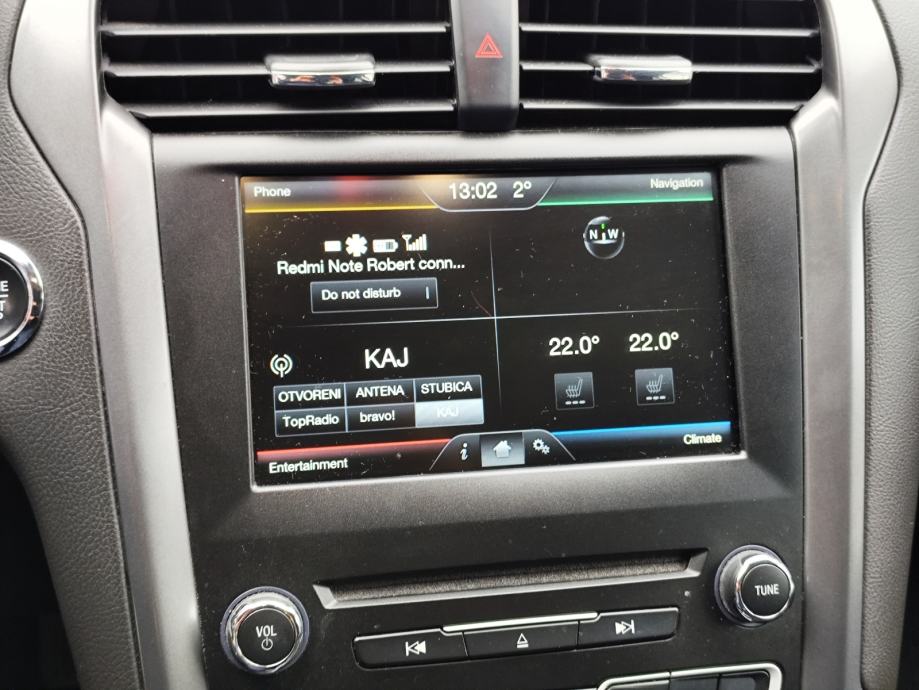 Phone
13:02 2°
Navigation
N W
Redmi Note Robert conn...
Do not disturb
KAJ
22.0° 22.0°
OTVORENI ANTENA STUBICA
TopRadio bravo! KAJ
i
Entertainment
Climate
VOL
TUNE